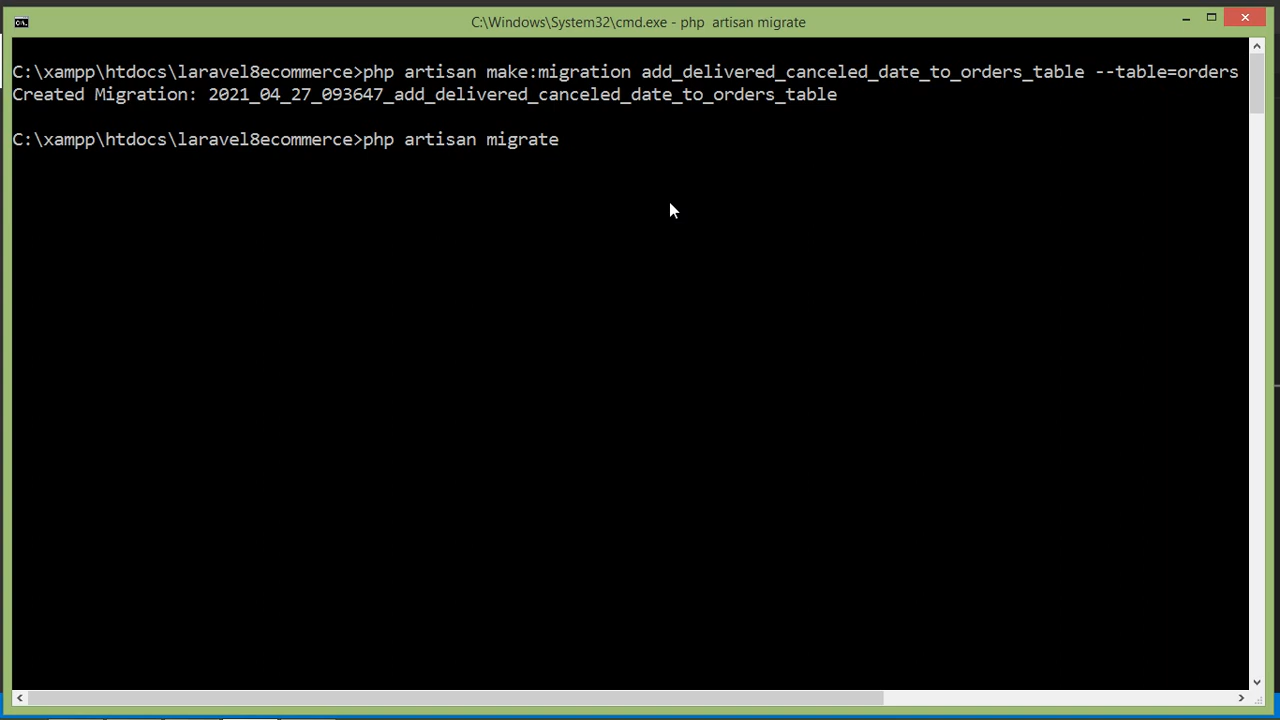 C:\Windows\System32\cmd.exe - php  artisan migrate
C:\xampp\htdocs\laravel8ecommerce>php artisan make:migration add_delivered_canceled_date_to_orders_table --table=orders
Created Migration: 2021_04_27_093647_add_delivered_canceled_date_to_orders_table
C:\xampp\htdocs\laravel8ecommerce>php artisan migrate